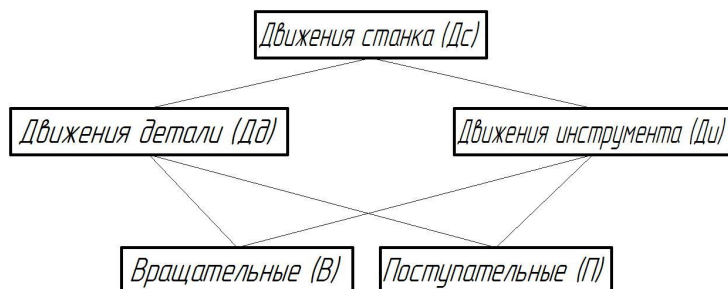 Движения станка (Дс)
Движения детали (Дд)
Движения инструмента (Ди)
Вращательные (В)
Поступательные (П)